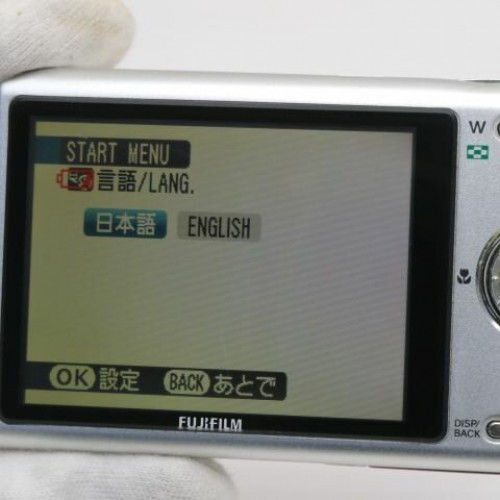 START MENU
言語/LANG.
日本語 ENGLISH
OK 設定 BACK あとで
FUJIFILM
W
DISP/
BACK